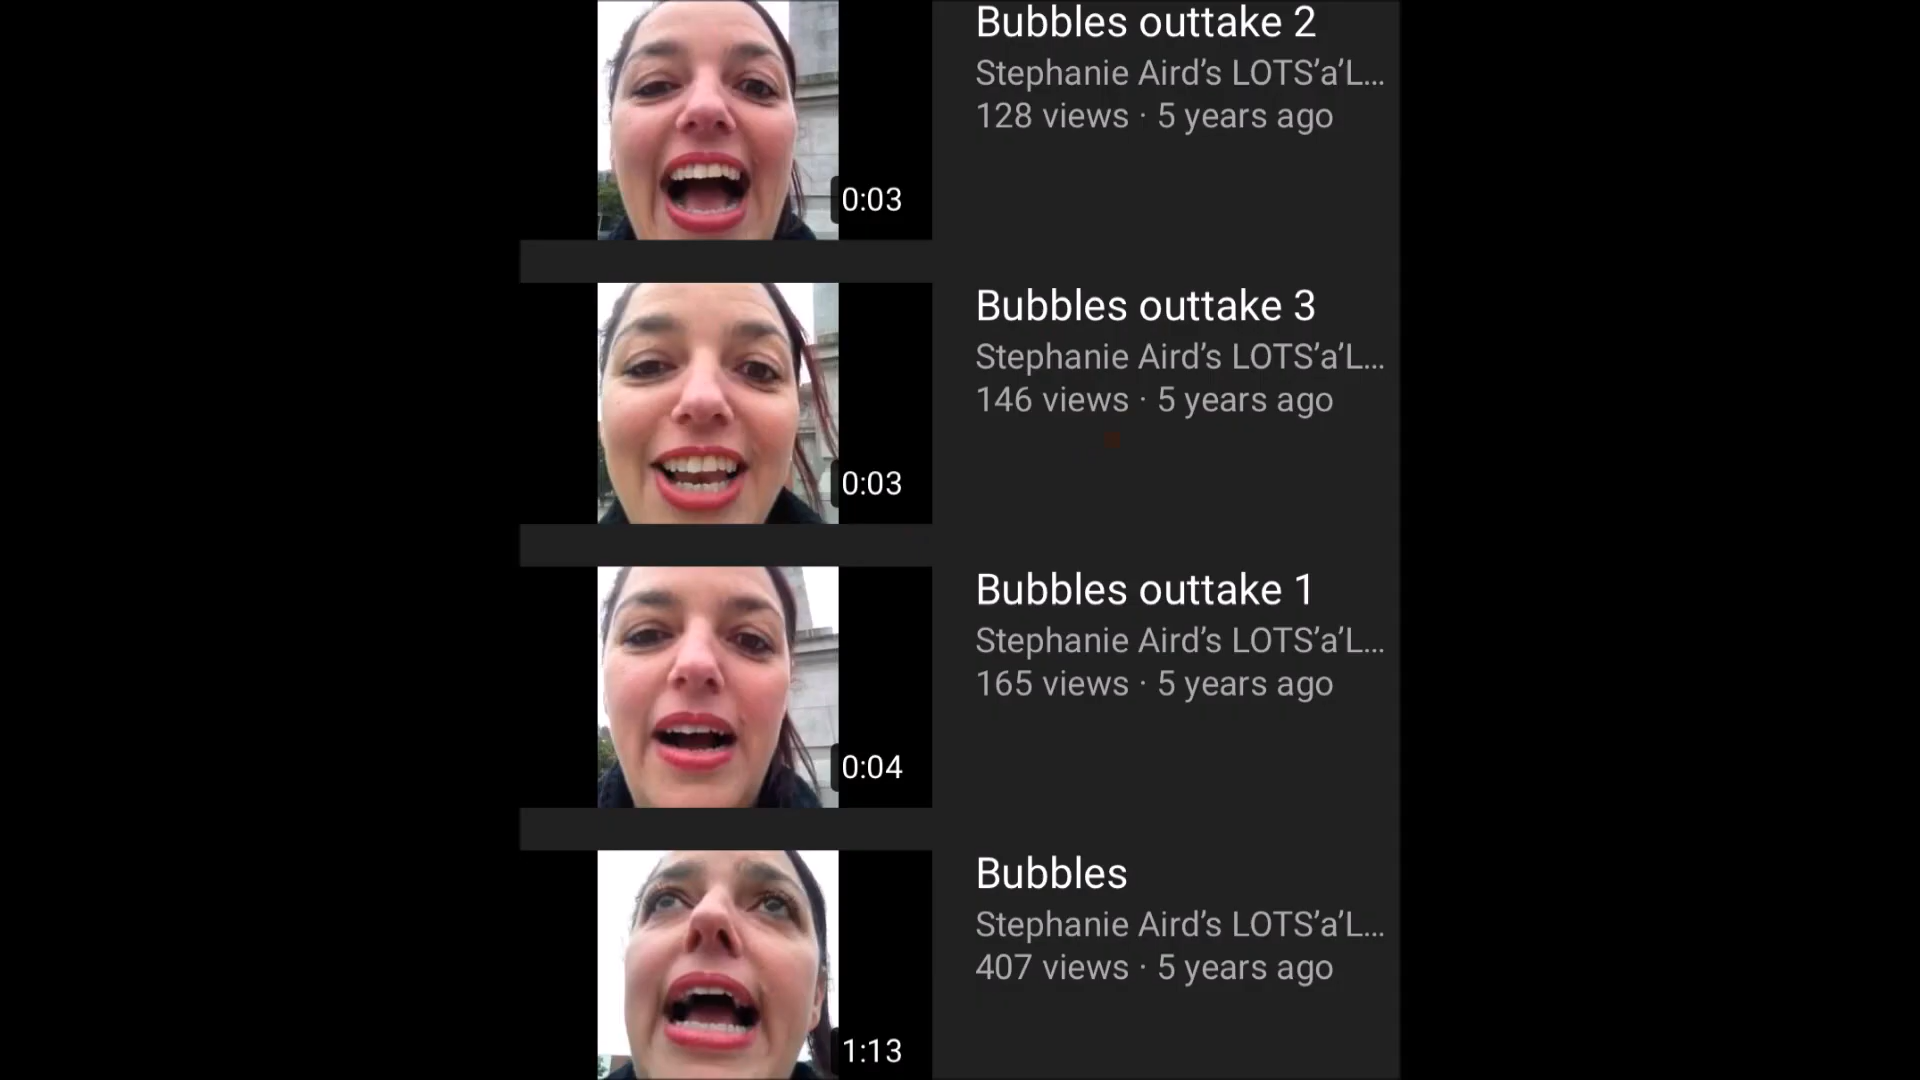 Bubbles outtake 2
Stephanie Aird’s LOTS’a’L...
128 views · 5 years ago
0:03
Bubbles outtake 3
Stephanie Aird’s LOTS’a’L...
146 views · 5 years ago
0:03
Bubbles outtake 1
Stephanie Aird’s LOTS’a’L...
165 views · 5 years ago
0:04
Bubbles
Stephanie Aird’s LOTS’a’L...
407 views · 5 years ago
1:13